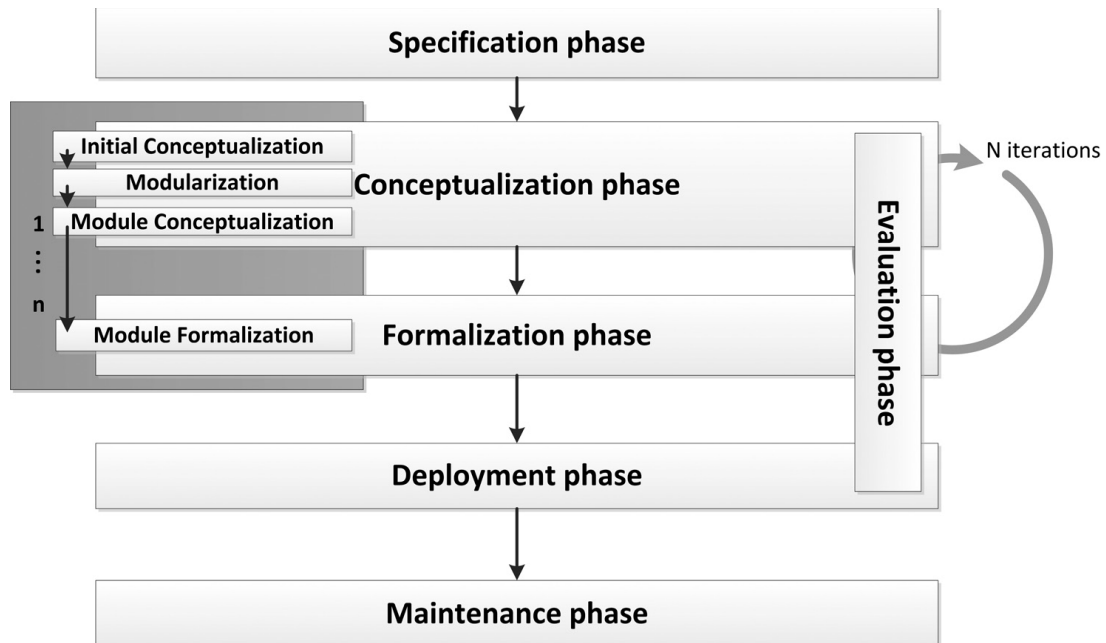 Specification phase
Initial Conceptualization
Modularization
Conceptualization phase
Module Conceptualization
1
⋮
n
N iterations
Evaluation phase
Module Formalization
Formalization phase
Deployment phase
Maintenance phase